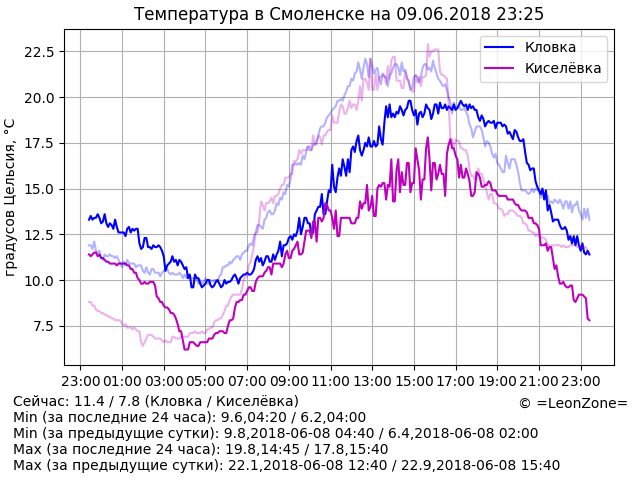 Температура в Смоленске на 09.06.2018 23:25
градусов Цельсия, °C
22.5
20.0
17.5
15.0
12.5
10.0
7.5
Кловка
Киселёвка
23:00 01:00 03:00 05:00 07:00 09:00 11:00 13:00 15:00 17:00 19:00 21:00 23:00
Сейчас: 11.4 / 7.8 (Кловка / Киселёвка)
© =LeonZone=
Min (за последние 24 часа): 9.6,04:20 / 6.2,04:00
Min (за предыдущие сутки): 9.8,2018-06-08 04:40 / 6.4,2018-06-08 02:00
Max (за последние 24 часа): 19.8,14:45 / 17.8,15:40
Max (за предыдущие сутки): 22.1,2018-06-08 12:40 / 22.9,2018-06-08 15:40